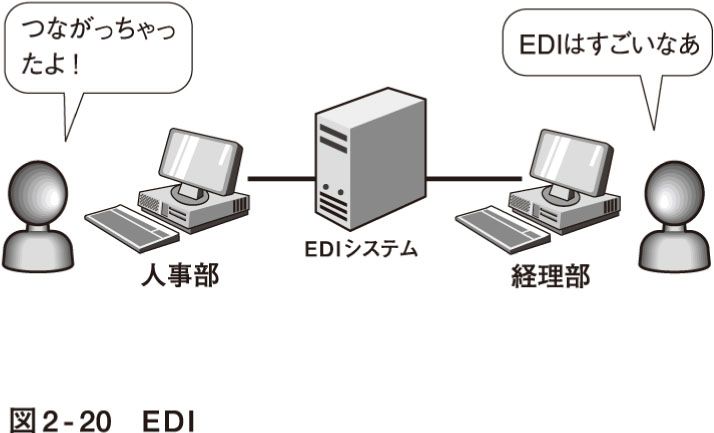 つながっちゃっ
たよ！
EDIはすごいなあ
EDIシステム
人事部
経理部
図2-20 EDI